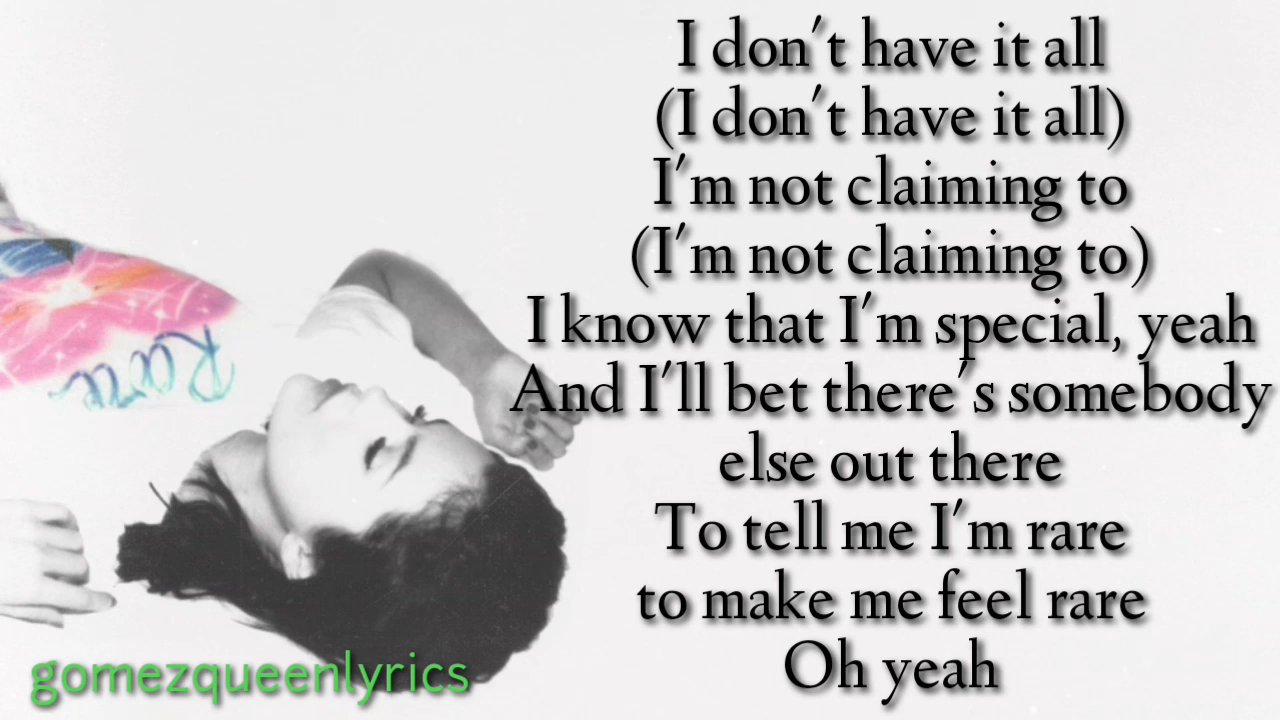 I don't have it all
(I don't have it all)
I'm not claiming to
(I'm not claiming to)
I know that I'm special, yeah
And I'll bet there's somebody
else out there
To tell me I'm rare
to make me feel rare
Oh yeah
Rare
gomezqueenlyrics